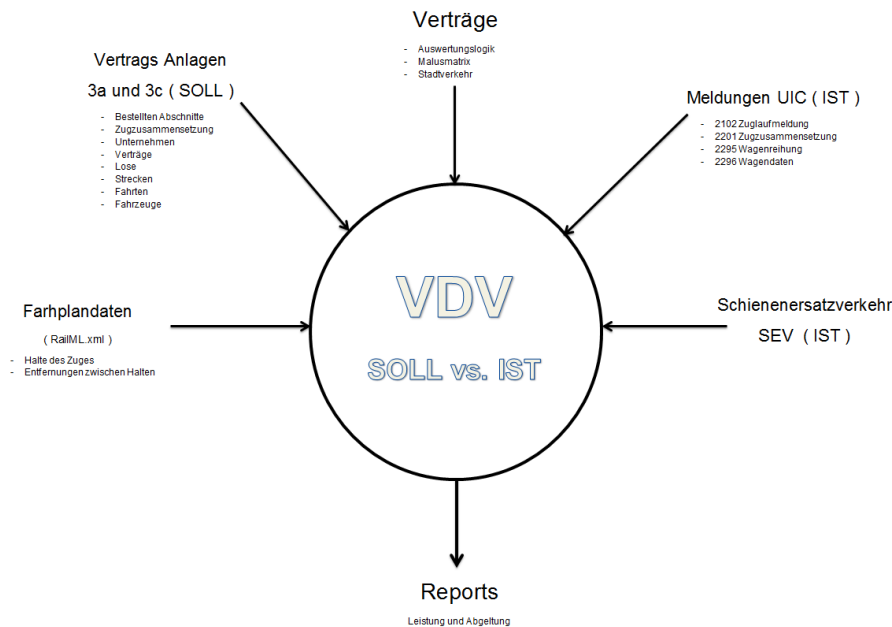 Verträge
- Auswertungslogik
- Malusmatrix
- Stadtverkehr
Vertrags Anlagen
3a und 3c ( SOLL )
- Bestellten Abschnitte
- Zugzusammensetzung
- Unternehmen
- Verträge
- Lose
- Strecken
- Fahrten
- Fahrzeuge
Meldungen UIC ( IST )
- 2102 Zuglaufmeldung
- 2201 Zugzusammensetzung
- 2295 Wagenreihung
- 2296 Wagendaten
Farhplandaten
( RailML.xml )
- Halte des Zuges
- Entfernungen zwischen Halten
VDV
SOLL vs. IST
Schienenersatzverkehr
SEV ( IST )
Reports
Leistung und Abgeltung